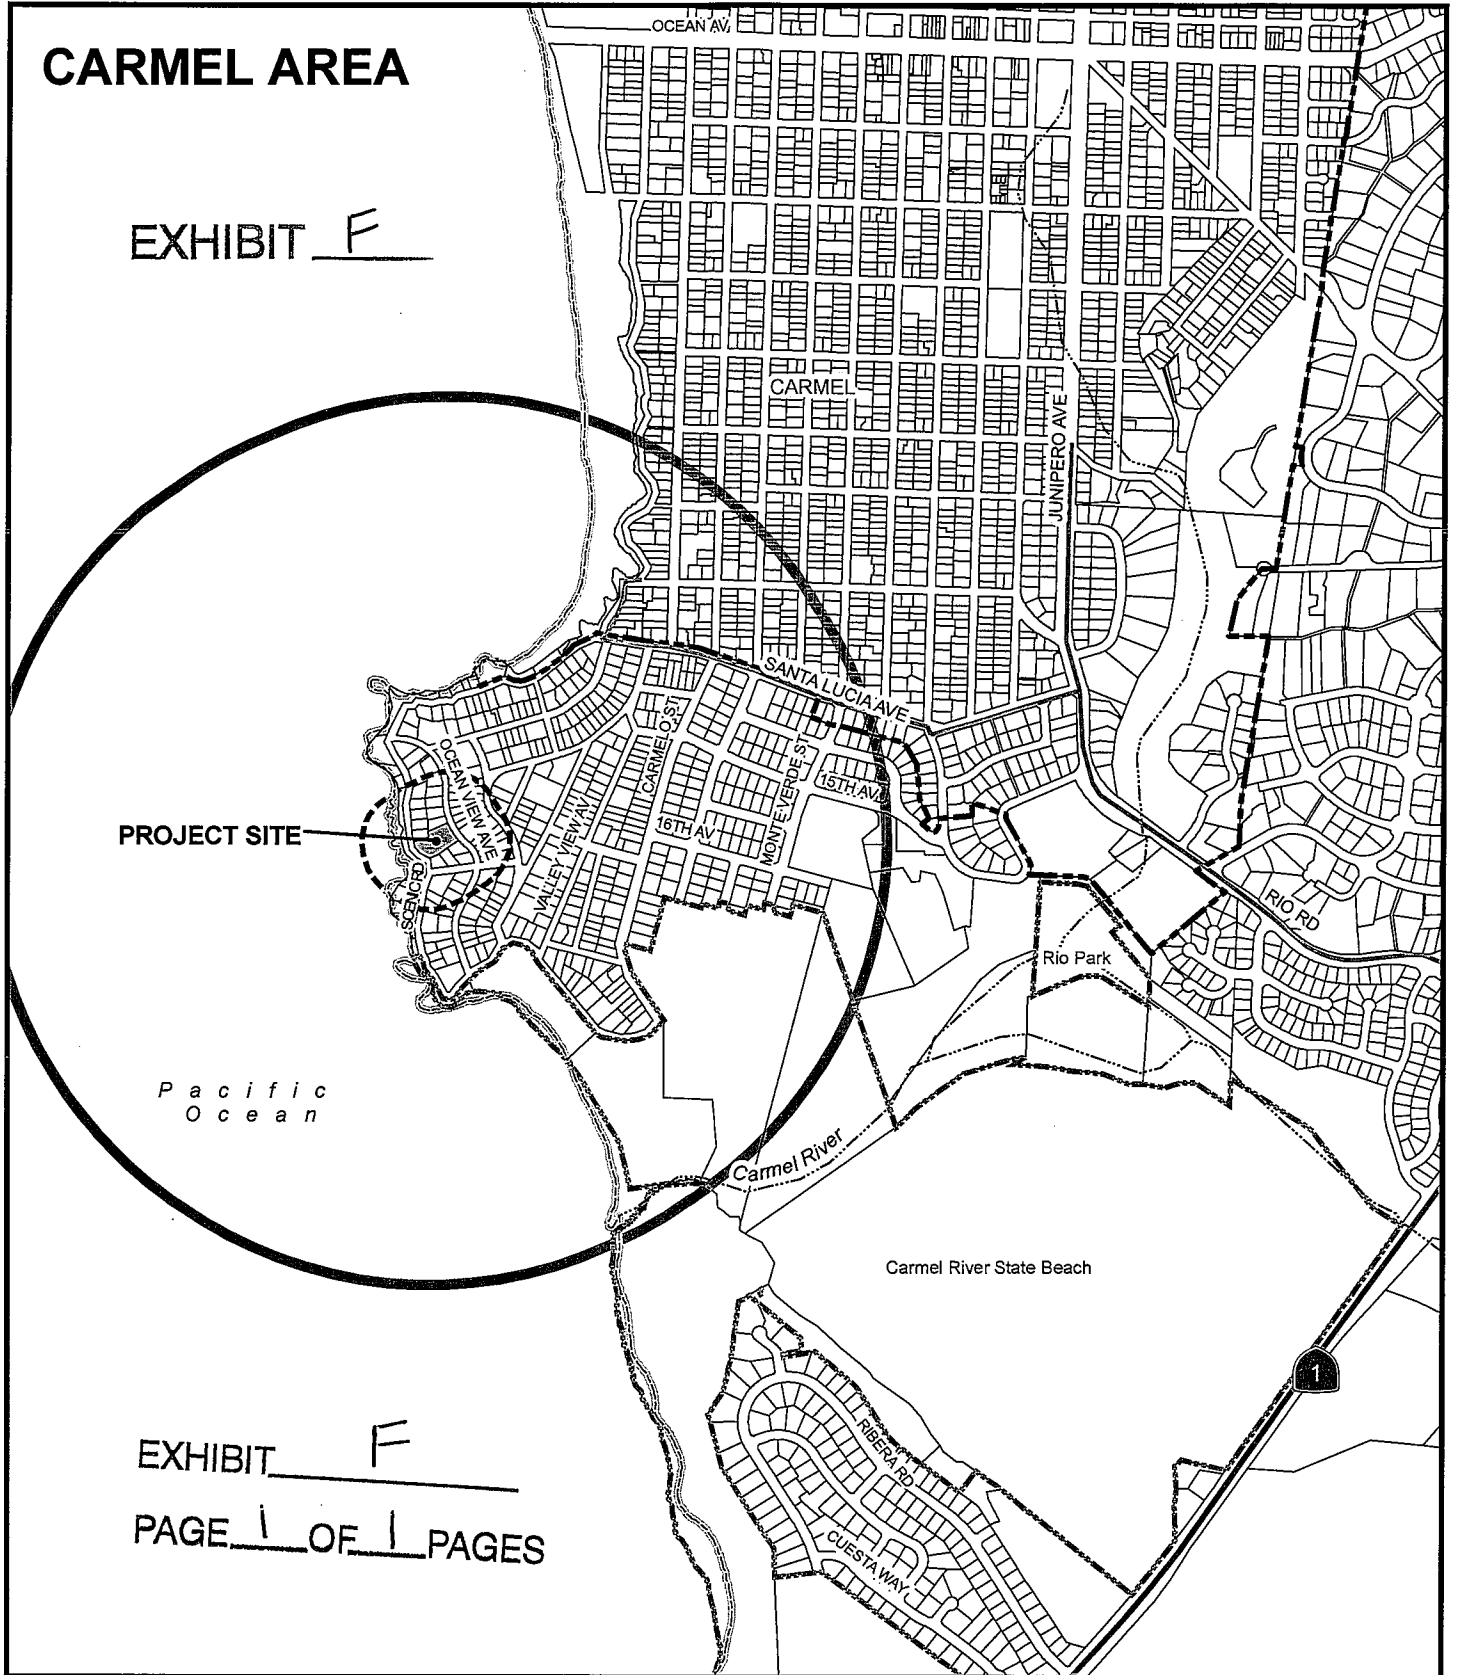 CARMEL AREA
OCEAN AV
EXHIBIT F
CARMEL
JUNIPERO AVE
SANTA LUCIA AVE
CARMELO ST
OCEAN VIEW AVE
MONTE VERDE ST
15TH AV
PROJECT SITE
16TH AV
VALLEY VIEW AV
SCENIC RD
RIO RD
Rio Park
Pacific
Ocean
Carmel River
Carmel River State Beach
1
RIBERA RD
EXHIBIT F
PAGE 1 OF 1 PAGES
CUESTA WAY